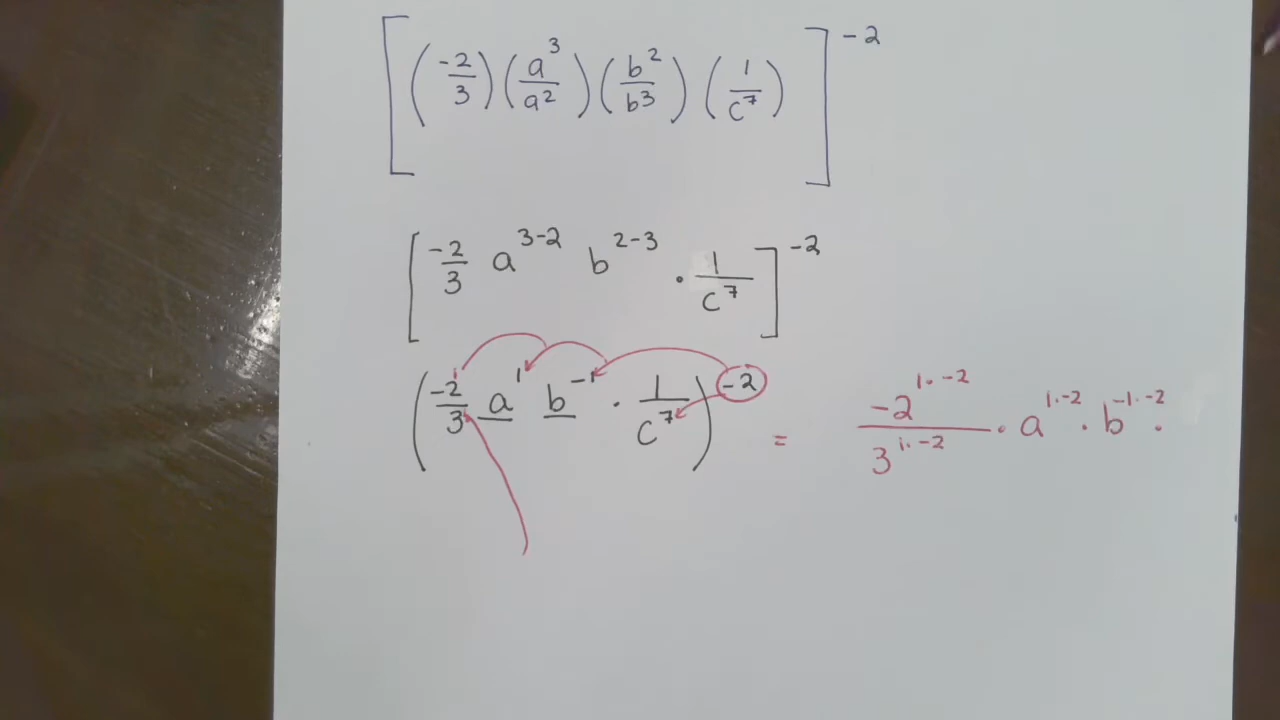 [(-2/3)(a^3/a^2)(b^2/b^3)(1/c^7)]^-2
[-2/3 a^3-2 b^2-3 · 1/c^7]^-2
(-2^1/3 a^1 b^-1 · 1/c^7)^-2 = -2^1·-2/3^1·-2 · a^1·-2 · b^-1·-2 ·